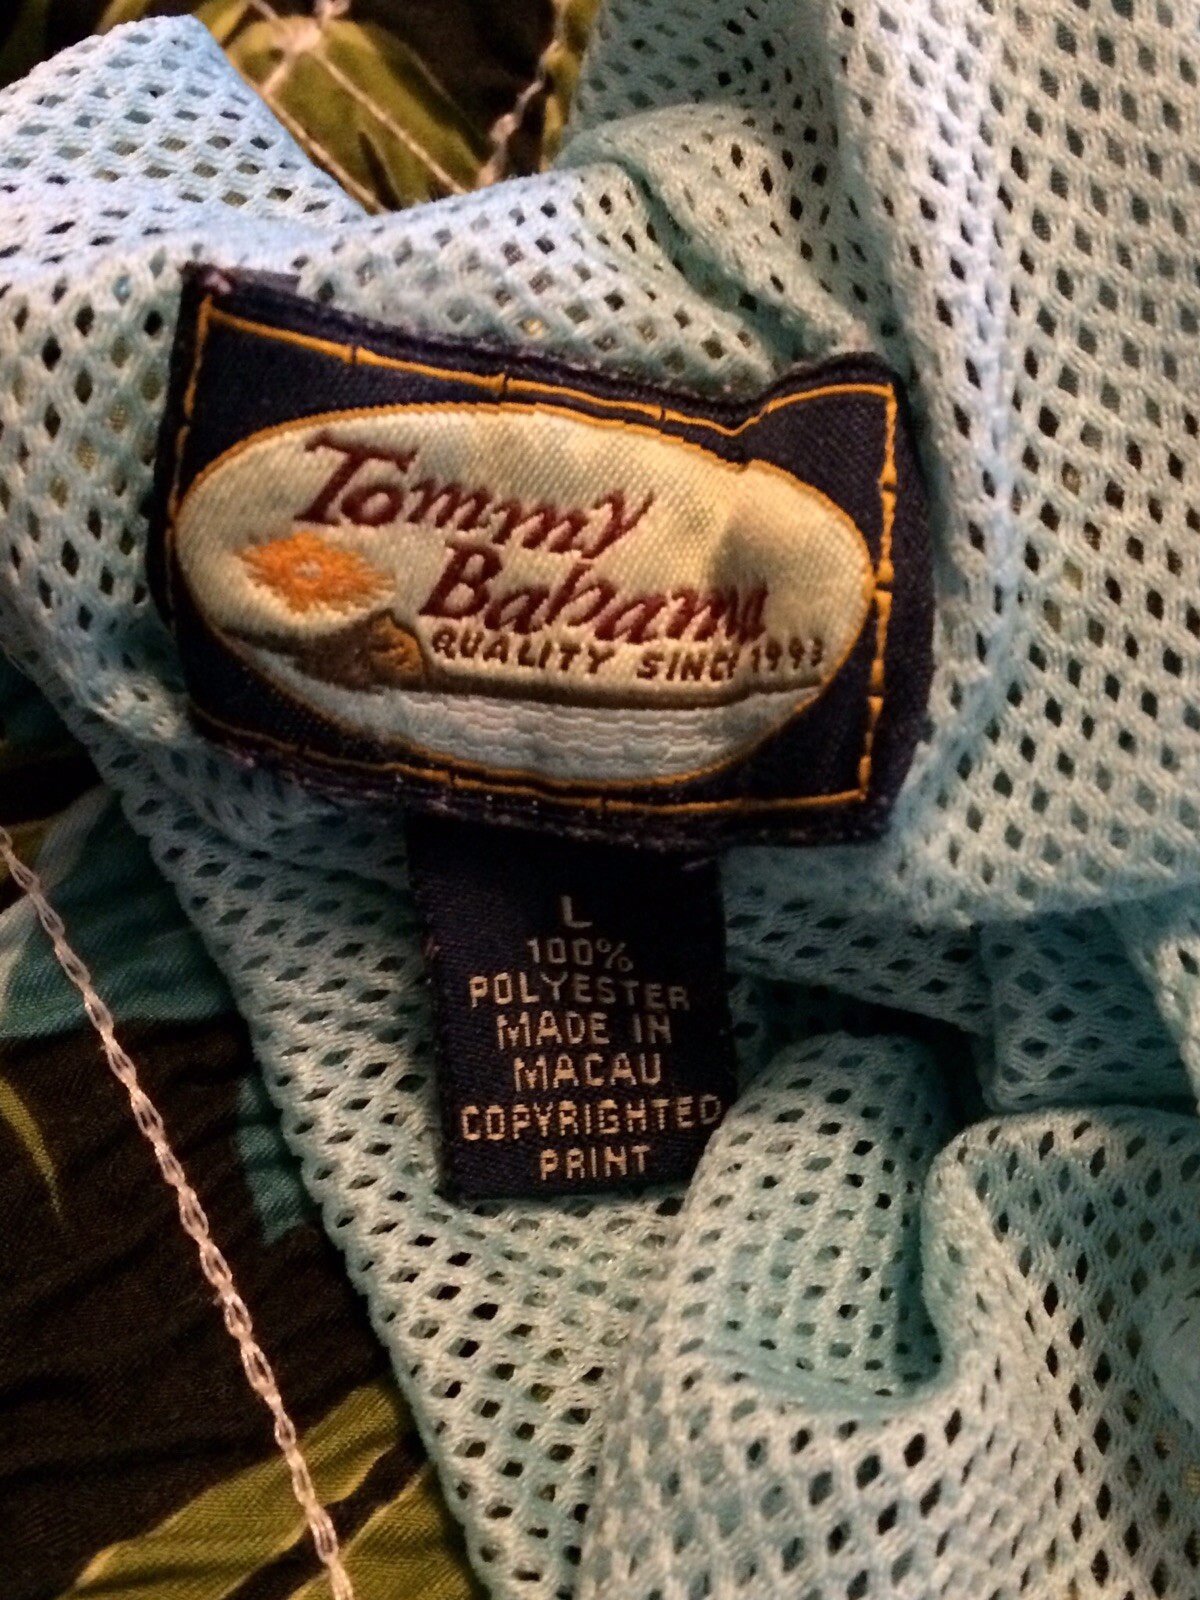 Tommy
Bahama
QUALITY SINCE 1993
L
100%
POLYESTER
MADE IN
MACAU
COPYRIGHTED
PRINT